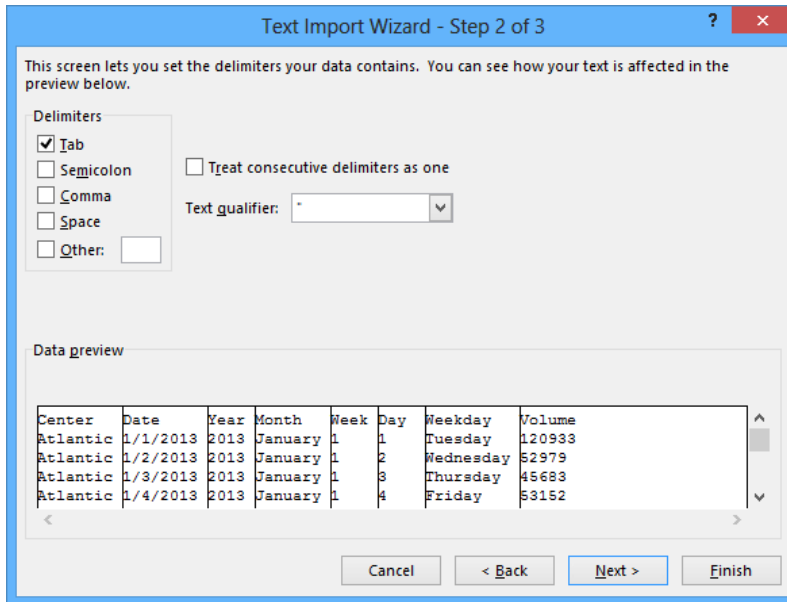 Text Import Wizard - Step 2 of 3
?
×
This screen lets you set the delimiters your data contains.  You can see how your text is affected in the
preview below.
Delimiters
Tab
Semicolon
Comma
Space
Other:
Treat consecutive delimiters as one
Text qualifier: "
Data preview
Center Date Year Month Week Day Weekday Volume
Atlantic 1/1/2013 2013 January 1 1 Tuesday 120933
Atlantic 1/2/2013 2013 January 1 2 Wednesday 52979
Atlantic 1/3/2013 2013 January 1 3 Thursday 45683
Atlantic 1/4/2013 2013 January 1 4 Friday 53152
Cancel < Back Next > Finish